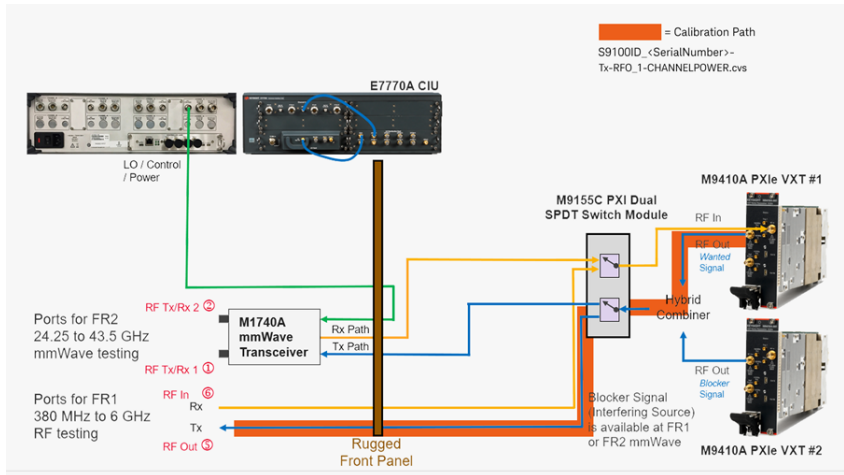 = Calibration Path
S9100ID_<SerialNumber>-
Tx-RFO_1-CHANNELPOWER.cvs
E7770A CIU
LO / Control
/ Power
M9410A PXIe VXT #1
M9155C PXI Dual
SPDT Switch Module
RF In
RF Out
Wanted
Signal
Hybrid
Combiner
RF Tx/Rx 2 ②
Ports for FR2
24.25 to 43.5 GHz
mmWave testing
M1740A
mmWave
Transceiver
Rx Path
Tx Path
RF Tx/Rx 1 ①
RF In ⑥
Rx
Ports for FR1
380 MHz to 6 GHz
RF testing
Tx
RF Out ⑤
Rugged
Front Panel
Blocker Signal
(Interfering Source)
is available at FR1
or FR2 mmWave
RF Out
Blocker
Signal
M9410A PXIe VXT #2